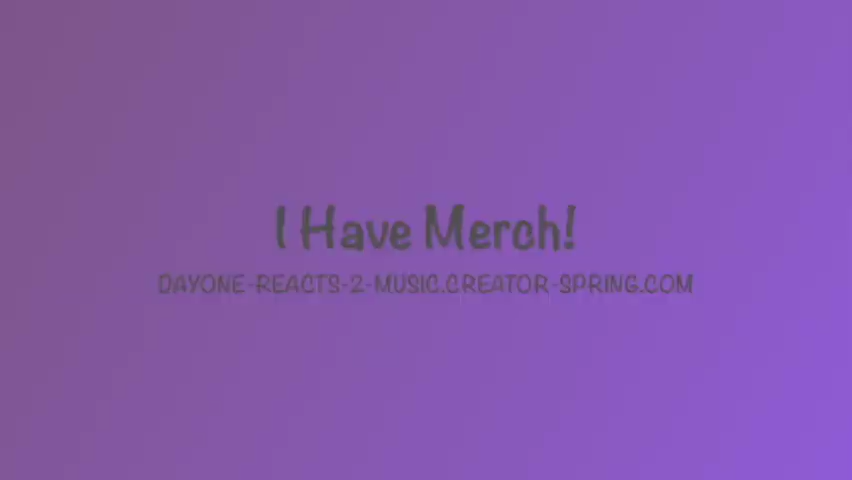 I Have Merch!
DAYONE-REACTS-2-MUSIC.CREATOR-SPRING.COM